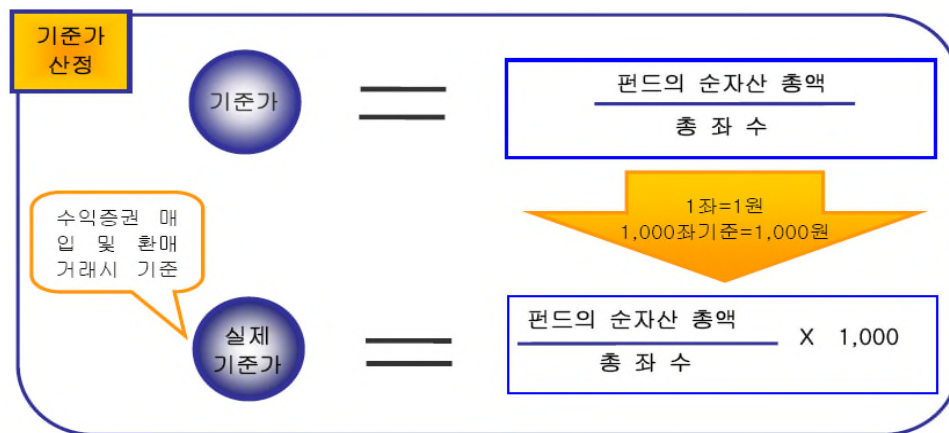 기준가
산정
기준가
펀드의 순자산 총액
총 좌 수
1좌=1원
1,000좌기준=1,000원
수익증권 매
입 및 환매
거래시 기준
실제
기준가
펀드의 순자산 총액
총 좌 수
X 1,000